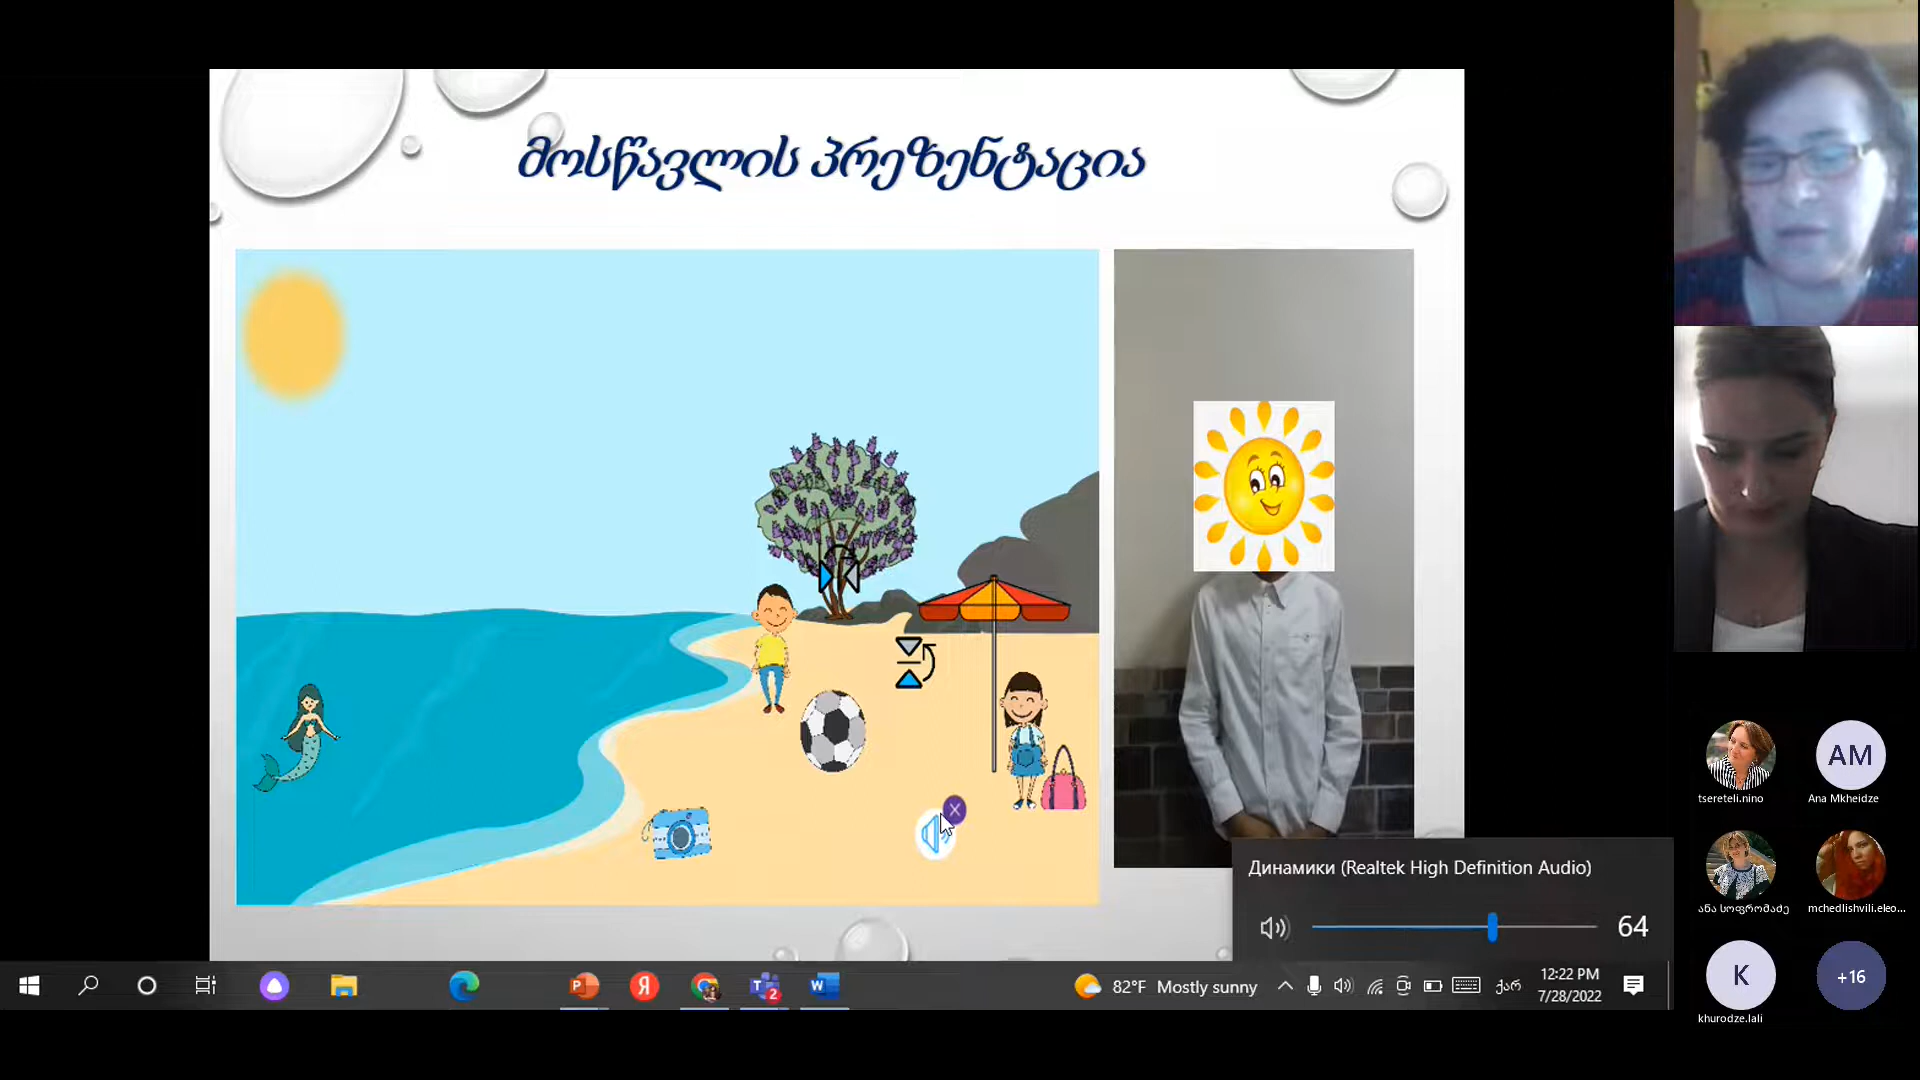 მოსწავლის პრეზენტაცია
X
Динамики (Realtek High Definition Audio)
64
82°F Mostly sunny
ქარ
12:22 PM
7/28/2022
P
Я
2
W
tsereteli.nino
AM
Ana Mkheidze
ანა სოფრომაძე
mchedlishvili.eleo...
K
khurodze.lali
+16